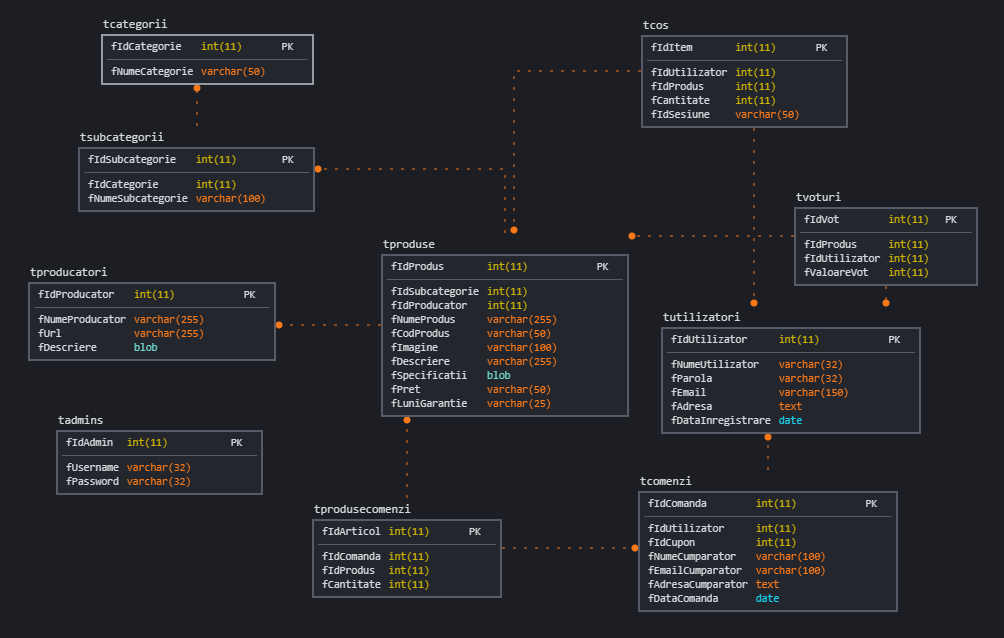 tcategorii
fIdCategorie int(11) PK
fNumeCategorie varchar(50)
tcos
fIdItem int(11) PK
fIdUtilizator int(11)
fIdProdus int(11)
fCantitate int(11)
fIdSesiune varchar(50)
tsubcategorii
fIdSubcategorie int(11) PK
fIdCategorie int(11)
fNumeSubcategorie varchar(100)
tvoturi
fIdVot int(11) PK
fIdProdus int(11)
fIdUtilizator int(11)
fValoareVot int(11)
tproduse
fIdProdus int(11) PK
fIdSubcategorie int(11)
fIdProducator int(11)
fNumeProdus varchar(255)
fCodProdus varchar(50)
fImagine varchar(100)
fDescriere varchar(255)
fSpecificatii blob
fPret varchar(50)
fLuniGarantie varchar(25)
tproducatori
fIdProducator int(11) PK
fNumeProducator varchar(255)
fUrl varchar(255)
fDescriere blob
tutilizatori
fIdUtilizator int(11) PK
fNumeUtilizator varchar(32)
fParola varchar(32)
fEmail varchar(150)
fAdresa text
fDataInregistrare date
tadmins
fIdAdmin int(11) PK
fUsername varchar(32)
fPassword varchar(32)
tprodusecomenzi
fIdArticol int(11) PK
fIdComanda int(11)
fIdProdus int(11)
fCantitate int(11)
tcomenzi
fIdComanda int(11) PK
fIdUtilizator int(11)
fIdCupon int(11)
fNumeCumparator varchar(100)
fEmailCumparator varchar(100)
fAdresaCumparator text
fDataComanda date